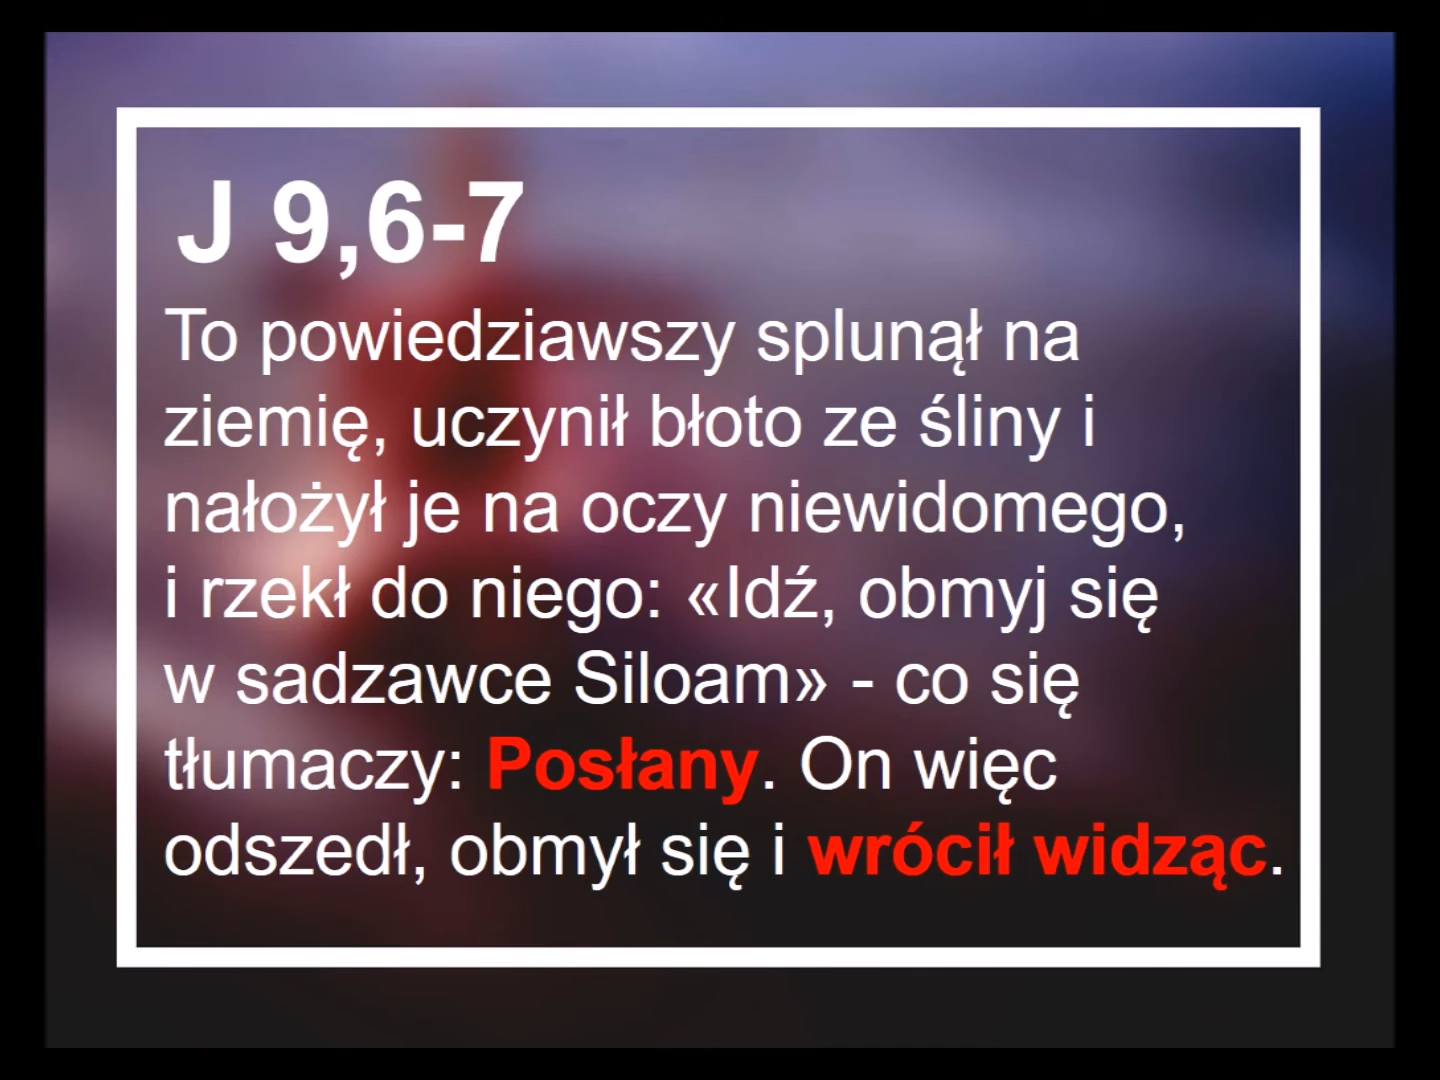 J 9,6-7
To powiedziawszy splunął na
ziemię, uczynił błoto ze śliny i
nałożył je na oczy niewidomego,
i rzekł do niego: «Idź, obmyj się
w sadzawce Siloam» - co się
tłumaczy: Posłany. On więc
odszedł, obmył się i wrócił widząc.